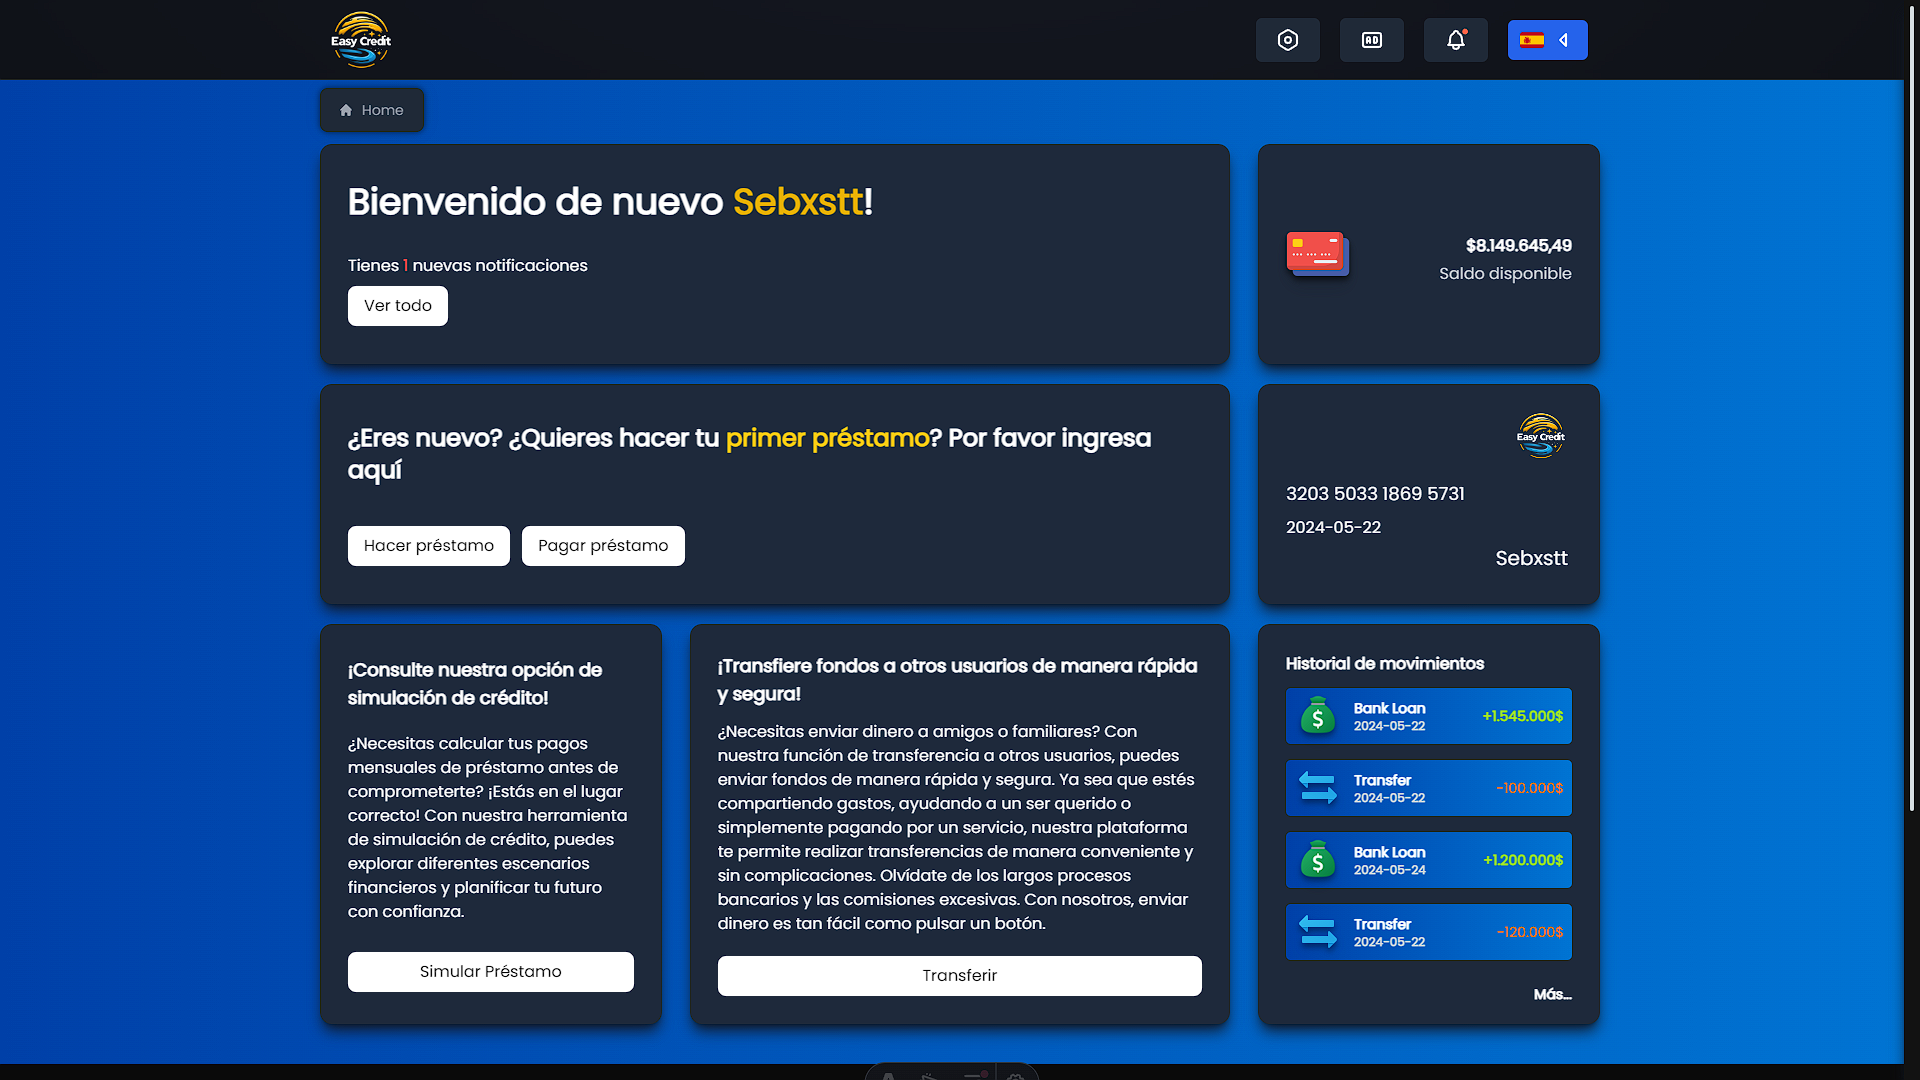 Easy Credit
AD
Home
Bienvenido de nuevo Sebxstt!
Tienes 1 nuevas notificaciones
Ver todo
$8.149.645,49
Saldo disponible
¿Eres nuevo? ¿Quieres hacer tu primer préstamo? Por favor ingresa
aquí
Hacer préstamo
Pagar préstamo
Easy Credit
3203 5033 1869 5731
2024-05-22
Sebxstt
¡Consulte nuestra opción de
simulación de crédito!
¿Necesitas calcular tus pagos
mensuales de préstamo antes de
comprometerte? ¡Estás en el lugar
correcto! Con nuestra herramienta
de simulación de crédito, puedes
explorar diferentes escenarios
financieros y planificar tu futuro
con confianza.
Simular Préstamo
¡Transfiere fondos a otros usuarios de manera rápida
y segura!
¿Necesitas enviar dinero a amigos o familiares? Con
nuestra función de transferencia a otros usuarios, puedes
enviar fondos de manera rápida y segura. Ya sea que estés
compartiendo gastos, ayudando a un ser querido o
simplemente pagando por un servicio, nuestra plataforma
te permite realizar transferencias de manera conveniente y
sin complicaciones. Olvídate de los largos procesos
bancarios y las comisiones excesivas. Con nosotros, enviar
dinero es tan fácil como pulsar un botón.
Transferir
Historial de movimientos
Bank Loan
2024-05-22
+1.545.000$
Transfer
2024-05-22
-100.000$
Bank Loan
2024-05-24
+1.200.000$
Transfer
2024-05-22
-120.000$
Más...